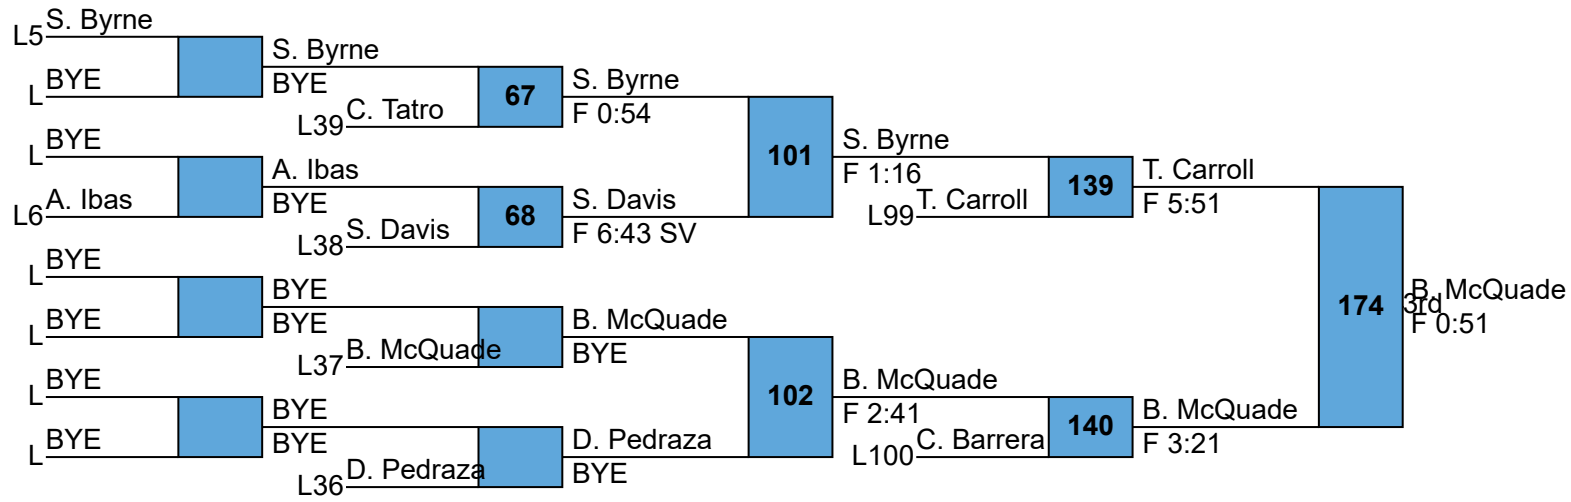 L5 S. Byrne
L BYE
S. Byrne
BYE
L39 C. Tatro
67
S. Byrne
F 0:54
L BYE
L6 A. Ibas
A. Ibas
BYE
L38 S. Davis
68
S. Davis
F 6:43 SV
101
S. Byrne
F 1:16
L99 T. Carroll
139
T. Carroll
F 5:51
L BYE
L BYE
BYE
BYE
L37 B. McQuade
B. McQuade
BYE
L BYE
L BYE
BYE
BYE
L36 D. Pedraza
D. Pedraza
BYE
102
B. McQuade
F 2:41
L100 C. Barrera
140
B. McQuade
F 3:21
174
B. McQuade
3rd
F 0:51